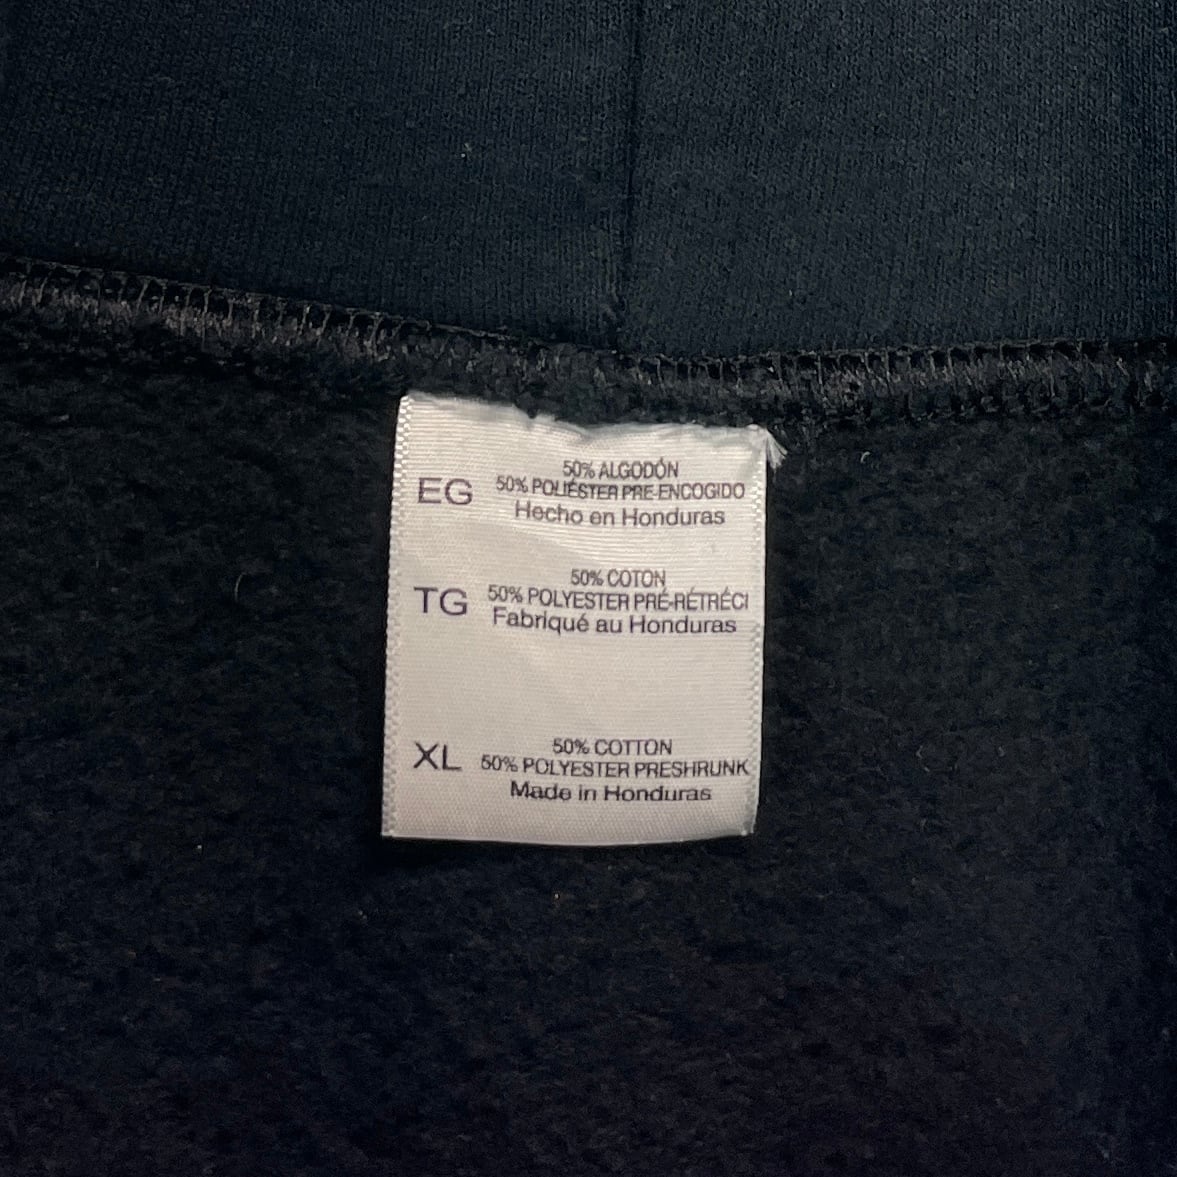 EG
50% ALGODÓN
50% POLIÉSTER PRE-ENCOGIDO
Hecho en Honduras
TG
50% COTON
50% POLYESTER PRÉ-RÉTRÉCI
Fabriqué au Honduras
XL
50% COTTON
50% POLYESTER PRESHRUNK
Made in Honduras